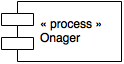 « process »
Onager